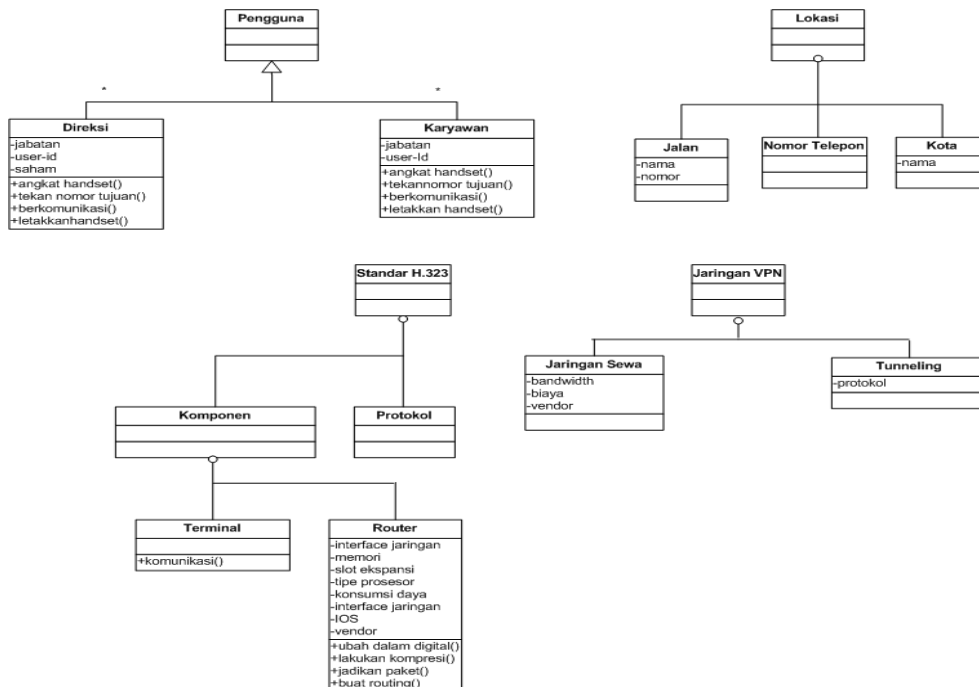 Pengguna
*
*
Direksi
-jabatan
-user-id
-saham
+angkat handset()
+tekan nomor tujuan()
+berkomunikasi()
+letakkanhandset()
Karyawan
-jabatan
-user-Id
+angkat handset()
+tekannomor tujuan()
+berkomunikasi()
+letakkan handset()
Lokasi
Jalan
-nama
-nomor
Nomor Telepon
Kota
-nama
Standar H.323
Komponen
Protokol
Terminal
+komunikasi()
Router
-interface jaringan
-memori
-slot ekspansi
-tipe prosesor
-konsumsi daya
-interface jaringan
-IOS
-vendor
+ubah dalam digital()
+lakukan kompresi()
+jadikan paket()
+buat routing()
Jaringan VPN
Jaringan Sewa
-bandwidth
-biaya
-vendor
Tunneling
-protokol